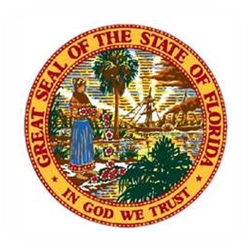 GREAT SEAL OF THE STATE OF FLORIDA
IN GOD WE TRUST